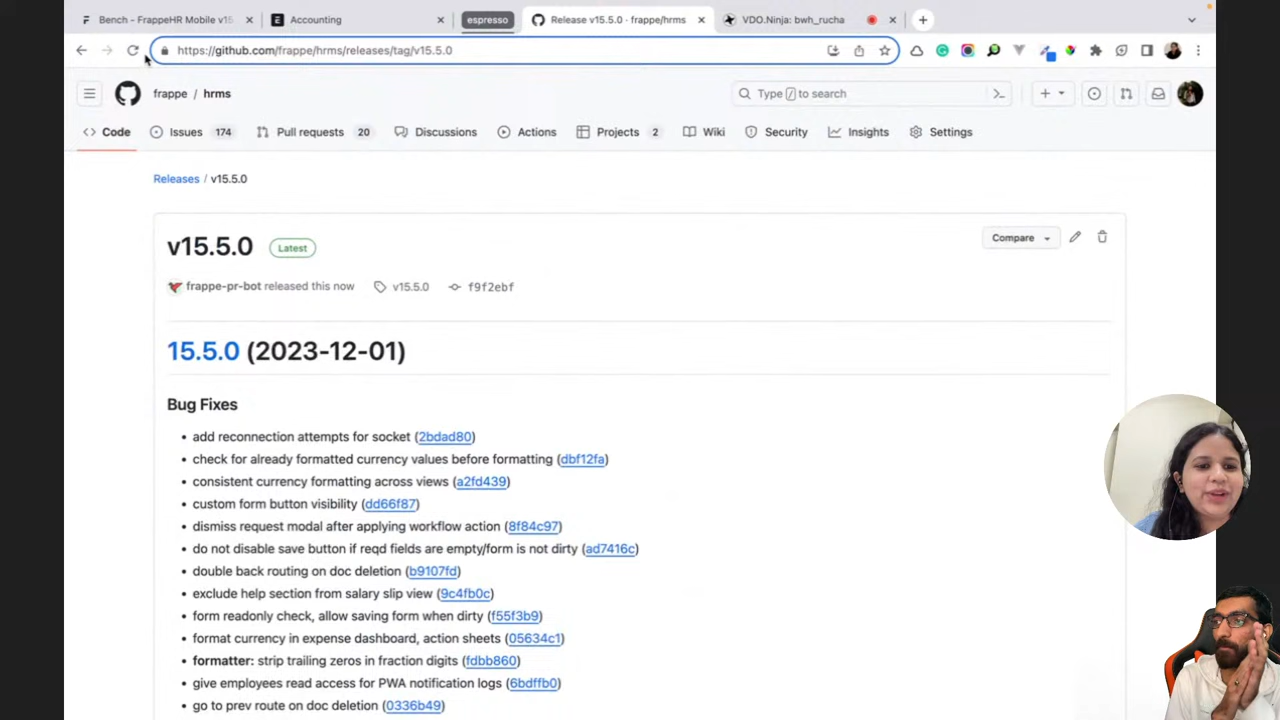 Bench - FrappeHR Mobile v15
Accounting
espresso
Release v15.5.0 · frappe/hrms
VDO.Ninja: bwh_rucha
https://github.com/frappe/hrms/releases/tag/v15.5.0
frappe / hrms
Type / to search
Code
Issues 174
Pull requests 20
Discussions
Actions
Projects 2
Wiki
Security
Insights
Settings
Releases / v15.5.0
v15.5.0 Latest
Compare
frappe-pr-bot released this now v15.5.0 f9f2ebf
15.5.0 (2023-12-01)
Bug Fixes
• add reconnection attempts for socket (2bdad80)
• check for already formatted currency values before formatting (dbf12fa)
• consistent currency formatting across views (a2fd439)
• custom form button visibility (dd66f87)
• dismiss request modal after applying workflow action (8f84c97)
• do not disable save button if reqd fields are empty/form is not dirty (ad7416c)
• double back routing on doc deletion (b9107fd)
• exclude help section from salary slip view (9c4fb0c)
• form readonly check, allow saving form when dirty (f55f3b9)
• format currency in expense dashboard, action sheets (05634c1)
• formatter: strip trailing zeros in fraction digits (fdbb860)
• give employees read access for PWA notification logs (6bdffb0)
• go to prev route on doc deletion (0336b49)